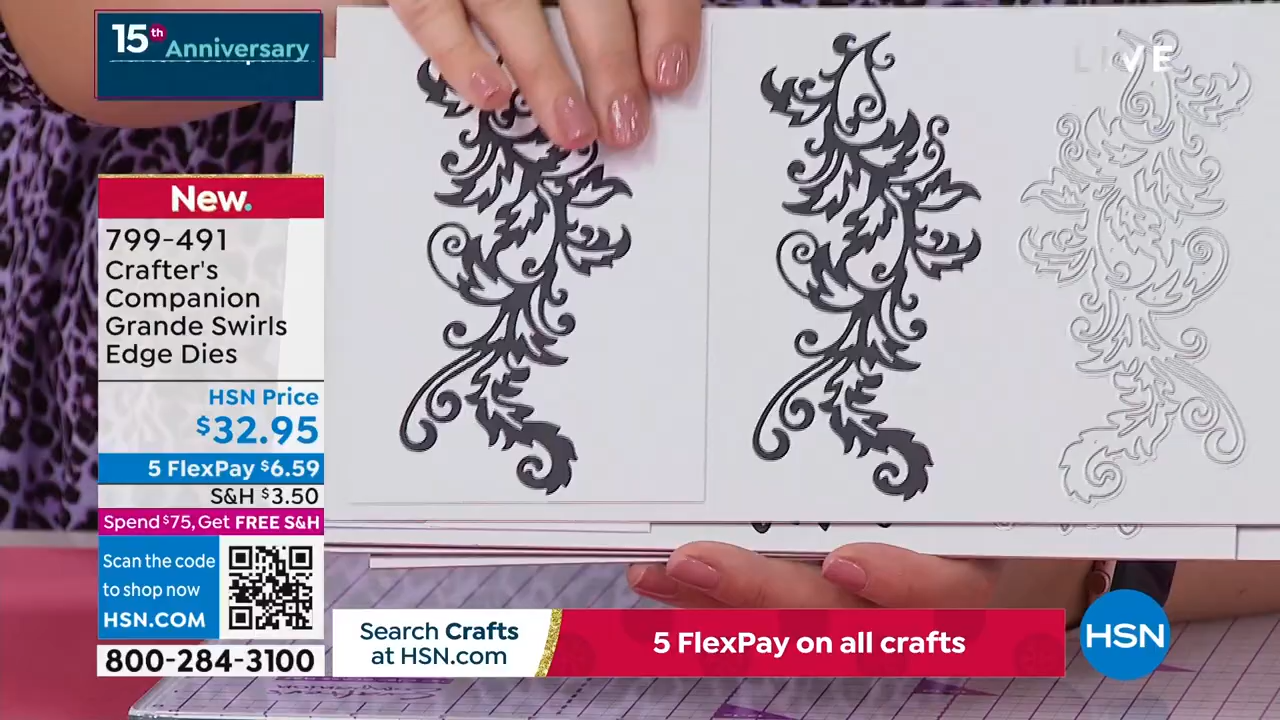 15th Anniversary
LIVE
New.
799-491
Crafter's
Companion
Grande Swirls
Edge Dies
HSN Price
$32.95
5 FlexPay $6.59
S&H $3.50
Spend $75, Get FREE S&H
Scan the code
to shop now
HSN.COM
800-284-3100
Search Crafts
at HSN.com
5 FlexPay on all crafts
HSN